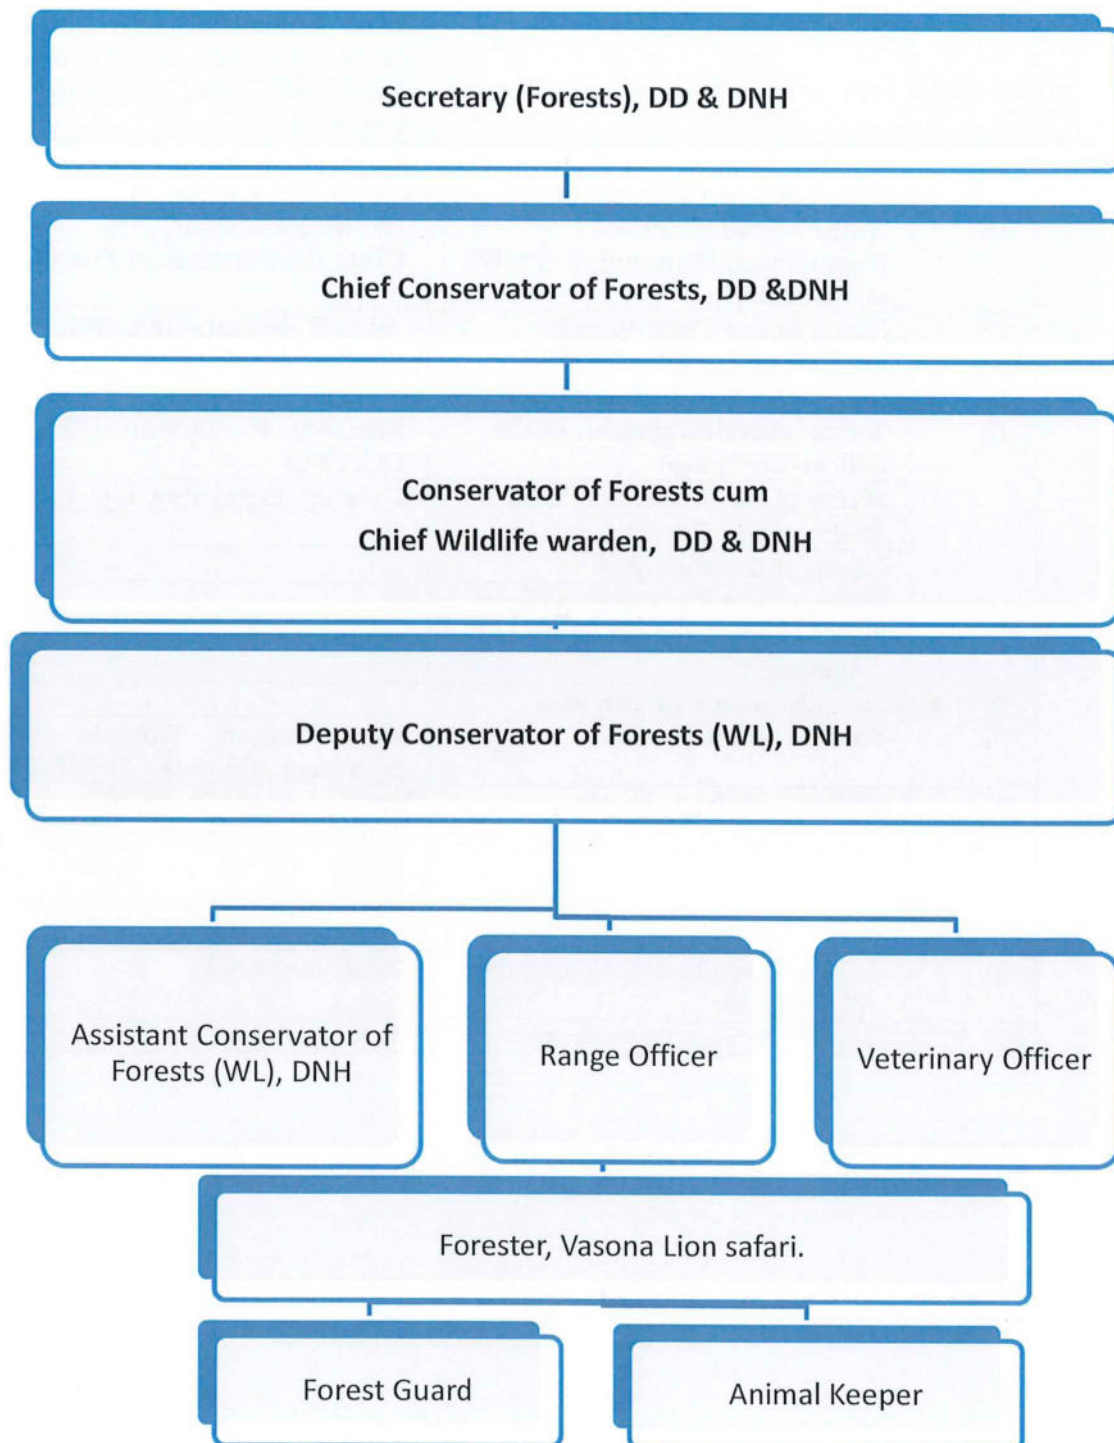 Secretary (Forests), DD & DNH
Chief Conservator of Forests, DD &DNH
Conservator of Forests cum
Chief Wildlife warden, DD & DNH
Deputy Conservator of Forests (WL), DNH
Assistant Conservator of
Forests (WL), DNH
Range Officer
Veterinary Officer
Forester, Vasona Lion safari.
Forest Guard
Animal Keeper